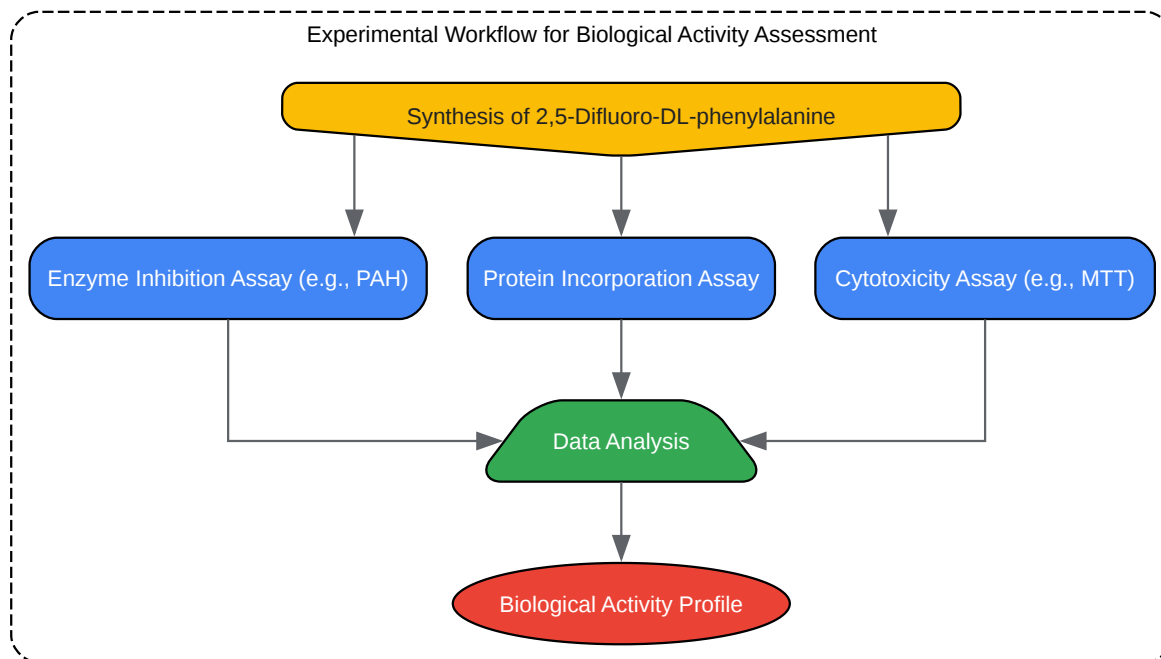 Experimental Workflow for Biological Activity Assessment
Synthesis of 2,5-Difluoro-DL-phenylalanine
Enzyme Inhibition Assay (e.g., PAH)
Protein Incorporation Assay
Cytotoxicity Assay (e.g., MTT)
Data Analysis
Biological Activity Profile